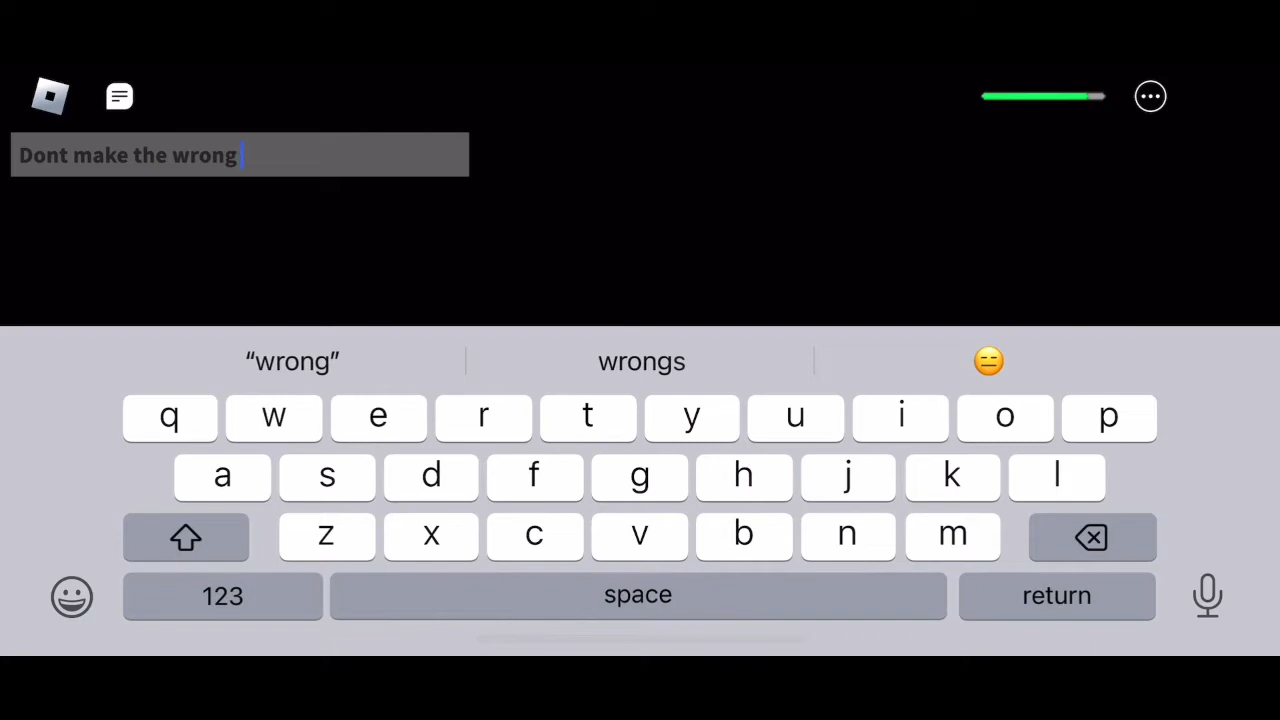 Dont make the wrong
“wrong” wrongs 😑
q w e r t y u i o p
a s d f g h j k l
z x c v b n m
123 space return